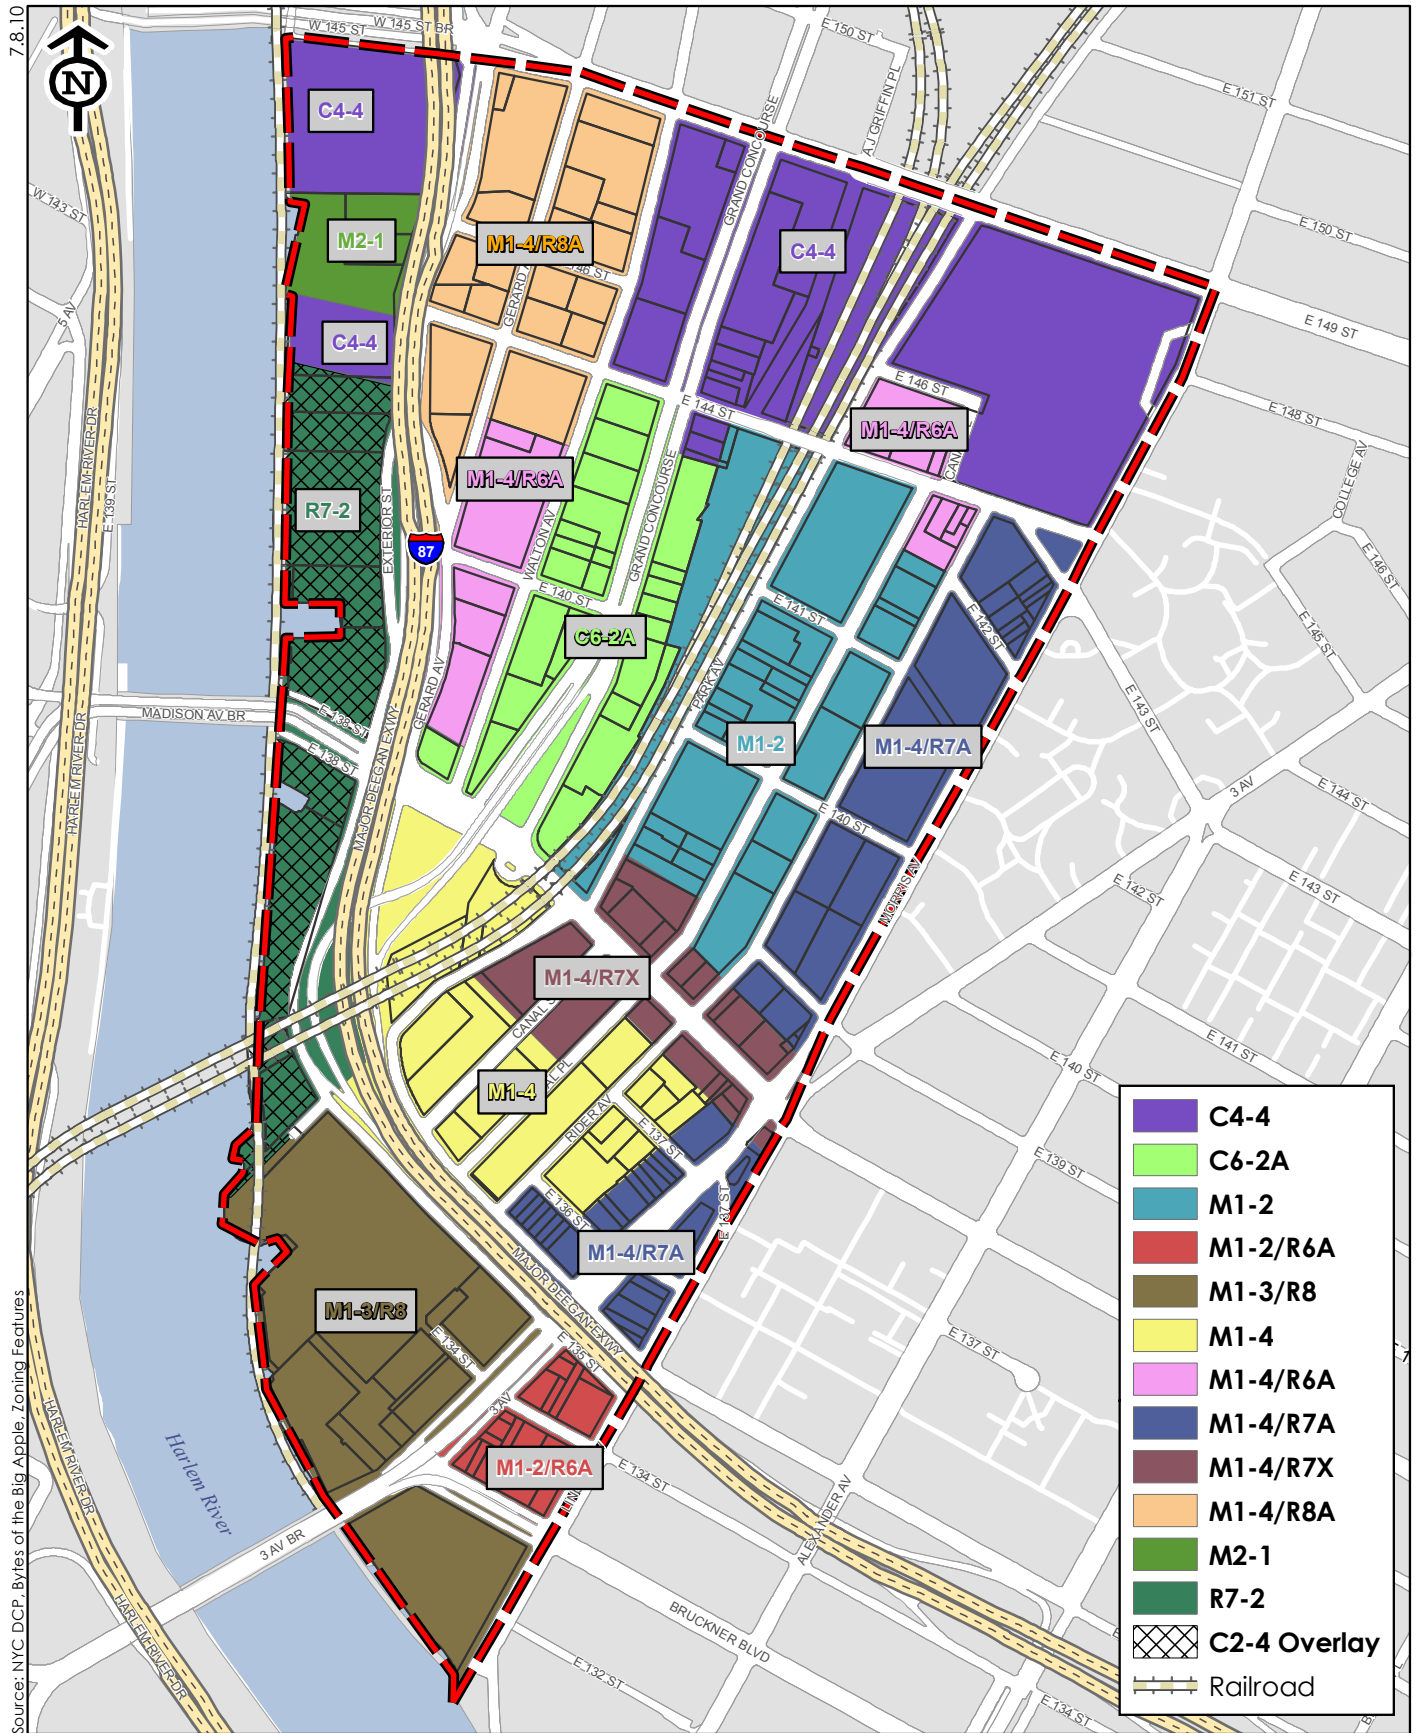 7.8.10
N
W 145 ST
W 145 ST BR
E 150 ST
A J GRIFFIN PL
E 151 ST
GRAND CONCOURSE
C4-4
W 143 ST
M2-1
M1-4/R8A
C4-4
E 150 ST
146 ST
GERARD A
5 AV
C4-4
E 149 ST
E 146 ST
HARLEM RIVER DR
E 139 ST
E 144 ST
M1-4/R6A
CANA
E 148 ST
COLLEGE AV
M1-4/R6A
R7-2
EXTERIOR ST
87
WALTON AV
GRAND CONCOURSE
E 146 ST
E 140 ST
E 141 ST
E 142 ST
E 145 ST
C6-2A
GERARD AV
PARK AV
MADISON AV BR
E 138 ST
E 138 ST
HARLEM RIVER DR
MAJOR DEEGAN EXWY
M1-2
M1-4/R7A
E 143 ST
E 140 ST
3 AV
E 144 ST
MORRIS AV
E 142 ST
E 143 ST
M1-4/R7X
CANAL S
E 141 ST
E 140 ST
M1-4
AL PL
RIDER AV
E 137 ST
E 139 ST
E 136 ST
E 137 ST
M1-4/R7A
MAJOR DEEGAN EXWY
M1-3/R8
E 134 ST
E 135 ST
E 137 ST
3 AV
M1-2/R6A
LIN
E 134 ST
ALEXANDER AV
Harlem River
HARLEM RIVER DR
3 AV BR
HARLEM RIVER DR
BRUCKNER BLVD
E 132 ST
E 134 ST
C4-4
C6-2A
M1-2
M1-2/R6A
M1-3/R8
M1-4
M1-4/R6A
M1-4/R7A
M1-4/R7X
M1-4/R8A
M2-1
R7-2
C2-4 Overlay
Railroad
Source: NYC DCP, Bytes of the Big Apple, Zoning Features